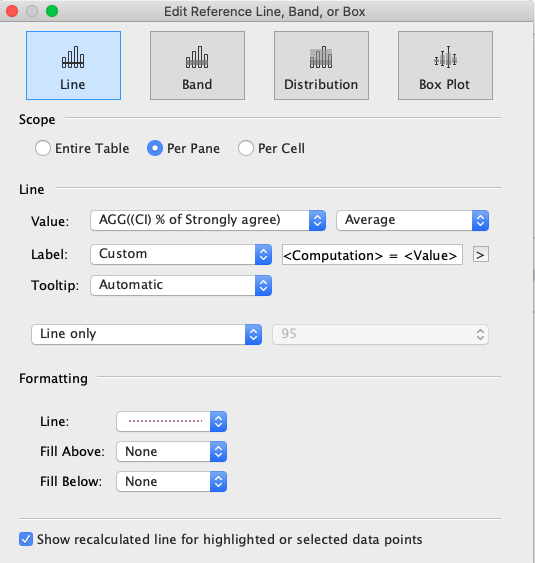 Edit Reference Line, Band, or Box
Line Band Distribution Box Plot
Scope
Entire Table Per Pane Per Cell
Line
Value: AGG((CI) % of Strongly agree) Average
Label: Custom <Computation> = <Value> >
Tooltip: Automatic
Line only 95
Formatting
Line:
Fill Above: None
Fill Below: None
Show recalculated line for highlighted or selected data points